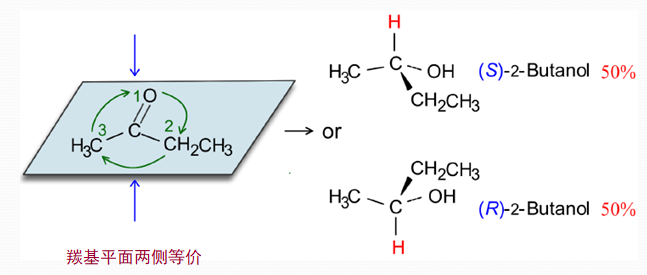 1O
3
2
C
H₃C
CH₂CH₃
羰基平面两侧等价
or
H
H₃C
C
OH
CH₂CH₃
(S)-2-Butanol 50%
CH₂CH₃
H₃C
C
OH
H
(R)-2-Butanol 50%